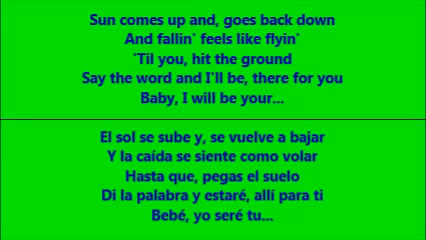 Sun comes up and, goes back down
And fallin' feels like flyin'
'Til you, hit the ground
Say the word and I'll be, there for you
Baby, I will be your...
El sol se sube y, se vuelve a bajar
Y la caída se siente como volar
Hasta que, pegas el suelo
Di la palabra y estaré, allí para ti
Bebé, yo seré tu...